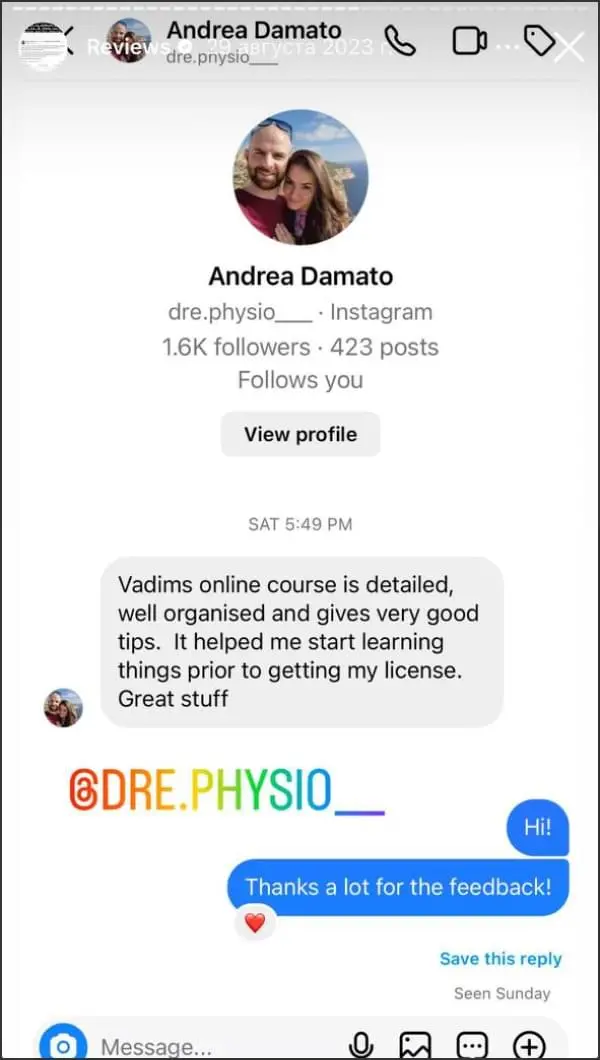 Andrea Damato
Reviews 29 августа 2023 г.
dre.physio___
Andrea Damato
dre.physio___ · Instagram
1.6K followers · 423 posts
Follows you
View profile
SAT 5:49 PM
Vadims online course is detailed,
well organised and gives very good
tips.  It helped me start learning
things prior to getting my license.
Great stuff
@DRE.PHYSIO___
Hi!
Thanks a lot for the feedback!
Save this reply
Seen Sunday
Message...